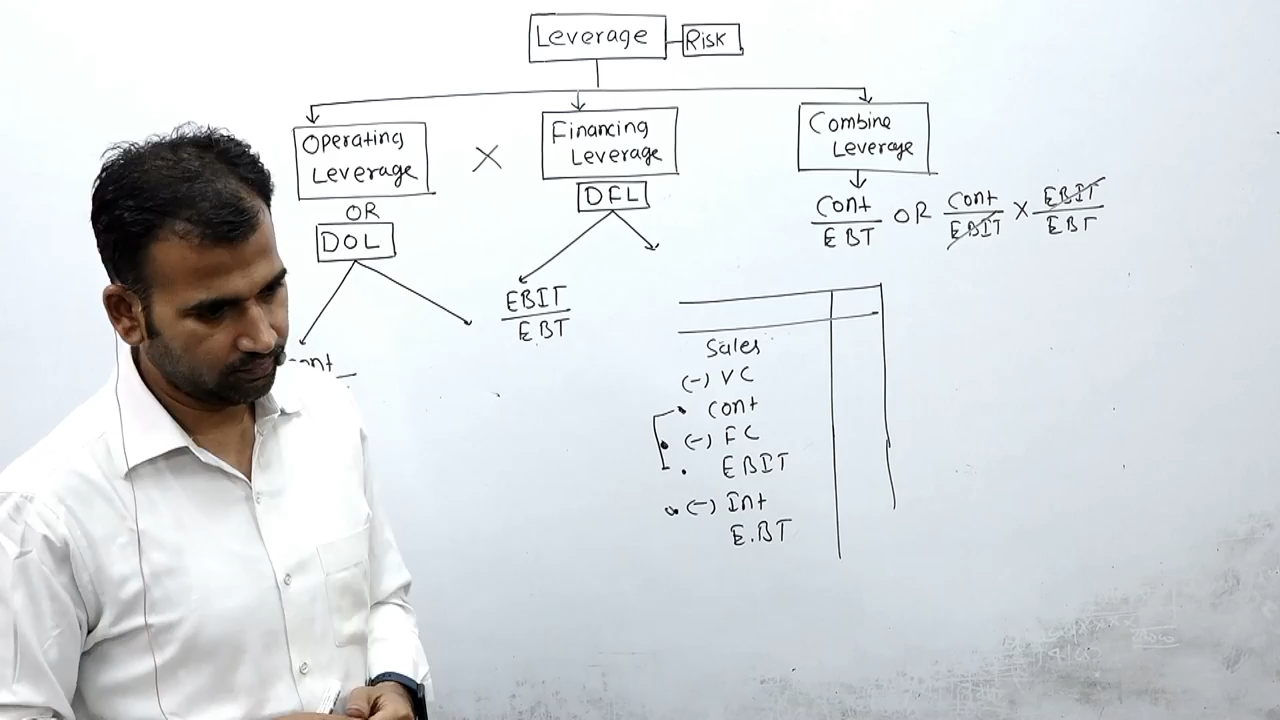 Leverage
Risk
Operating
Leverage
X
Financing
Leverage
Combine
Leverage
OR
DOL
DFL
Cont
EBT
OR
Cont
EBIT
X
EBIT
EBT
EBIT
EBT
Sales
(-) VC
Cont
(-) FC
EBIT
(-) Int
E.BT